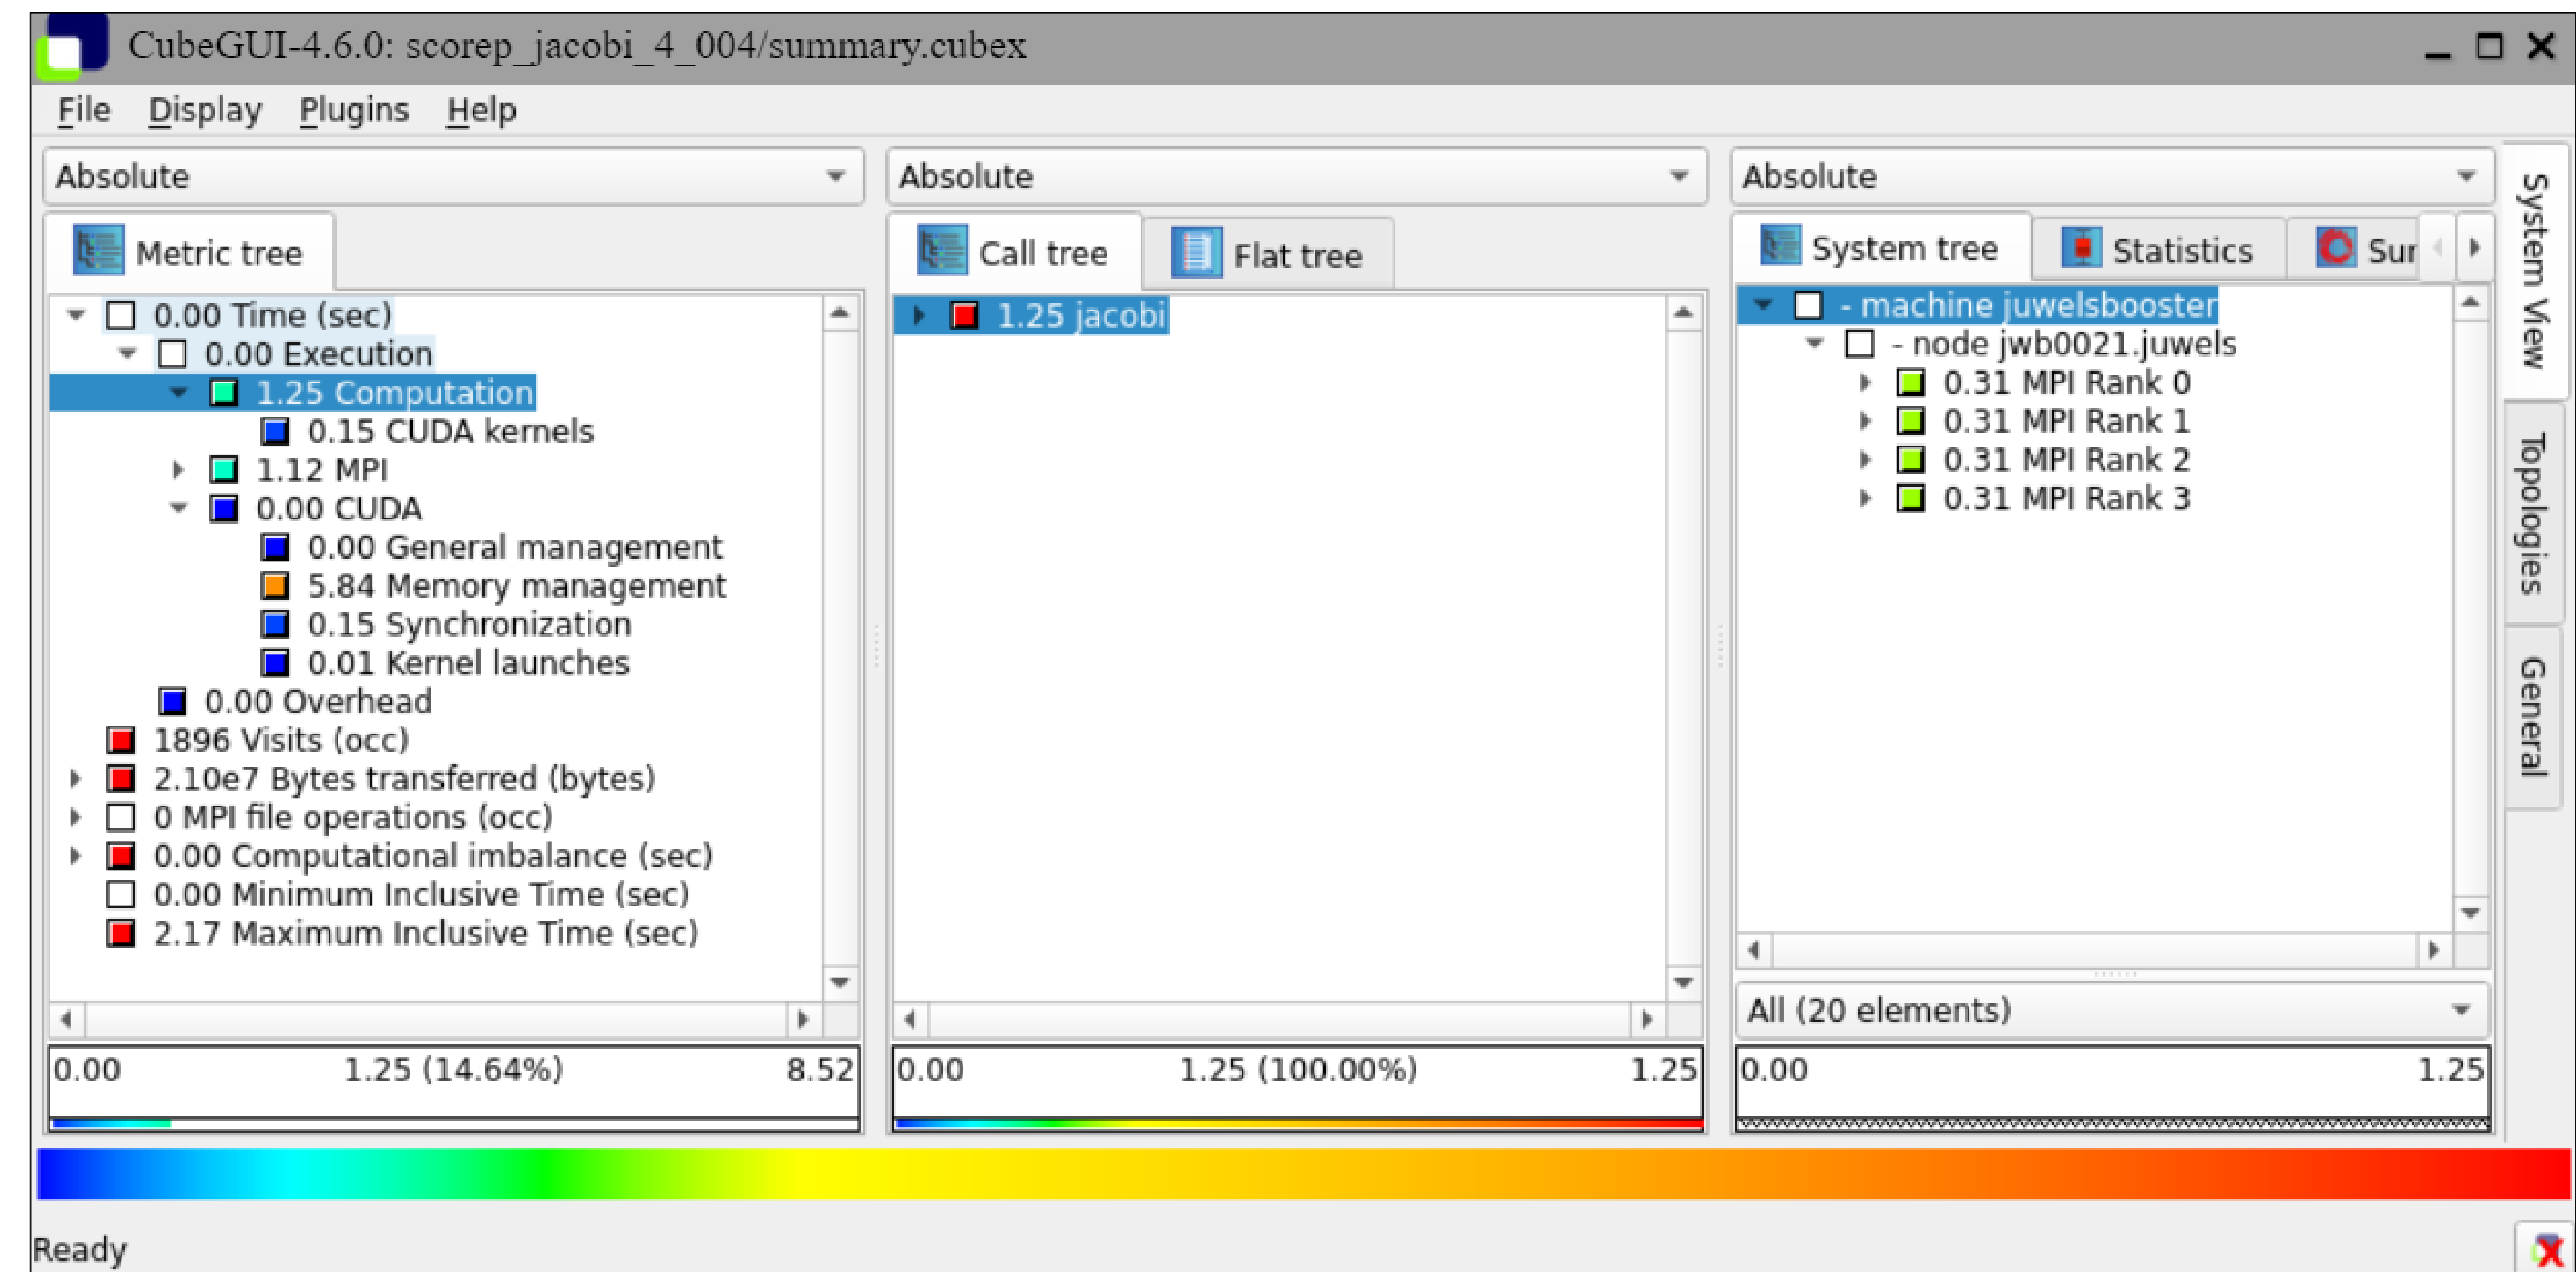 CubeGUI-4.6.0: scorep_jacobi_4_004/summary.cubex
File Display Plugins Help
Absolute
Metric tree
0.00 Time (sec)
0.00 Execution
1.25 Computation
0.15 CUDA kernels
1.12 MPI
0.00 CUDA
0.00 General management
5.84 Memory management
0.15 Synchronization
0.01 Kernel launches
0.00 Overhead
1896 Visits (occ)
2.10e7 Bytes transferred (bytes)
0 MPI file operations (occ)
0.00 Computational imbalance (sec)
0.00 Minimum Inclusive Time (sec)
2.17 Maximum Inclusive Time (sec)
0.00 1.25 (14.64%) 8.52
Absolute
Call tree Flat tree
1.25 jacobi
0.00 1.25 (100.00%) 1.25
Absolute
System tree Statistics Sur
- machine juwelsbooster
- node jwb0021.juwels
0.31 MPI Rank 0
0.31 MPI Rank 1
0.31 MPI Rank 2
0.31 MPI Rank 3
All (20 elements)
0.00 1.25
System View
Topologies
General
Ready